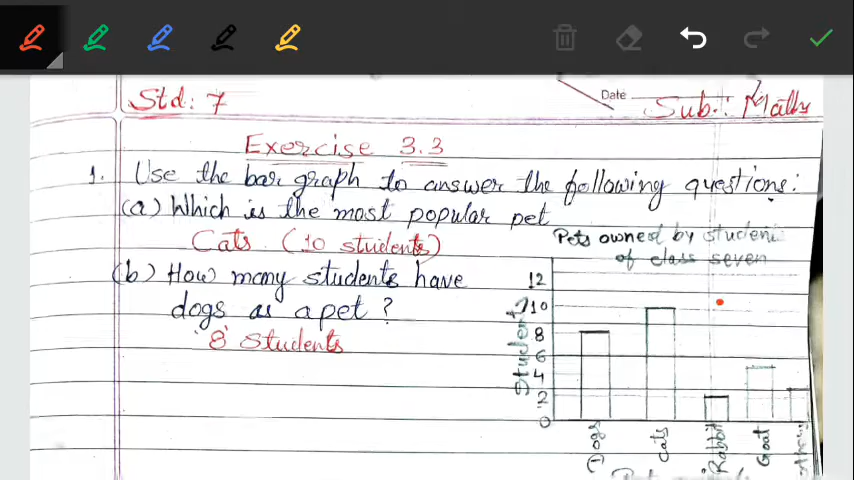 Date
Std: 7
Sub.: Maths
Exercise 3.3
1. Use the bar graph to answer the following questions:
(a) Which is the most popular pet
Cats (10 students)
(b) How many students have
dogs as a pet ?
8 students
Pets owned by student
of class seven
Students
12
10
8
6
4
2
0
Dogs
Cats
Rabbit
Goat